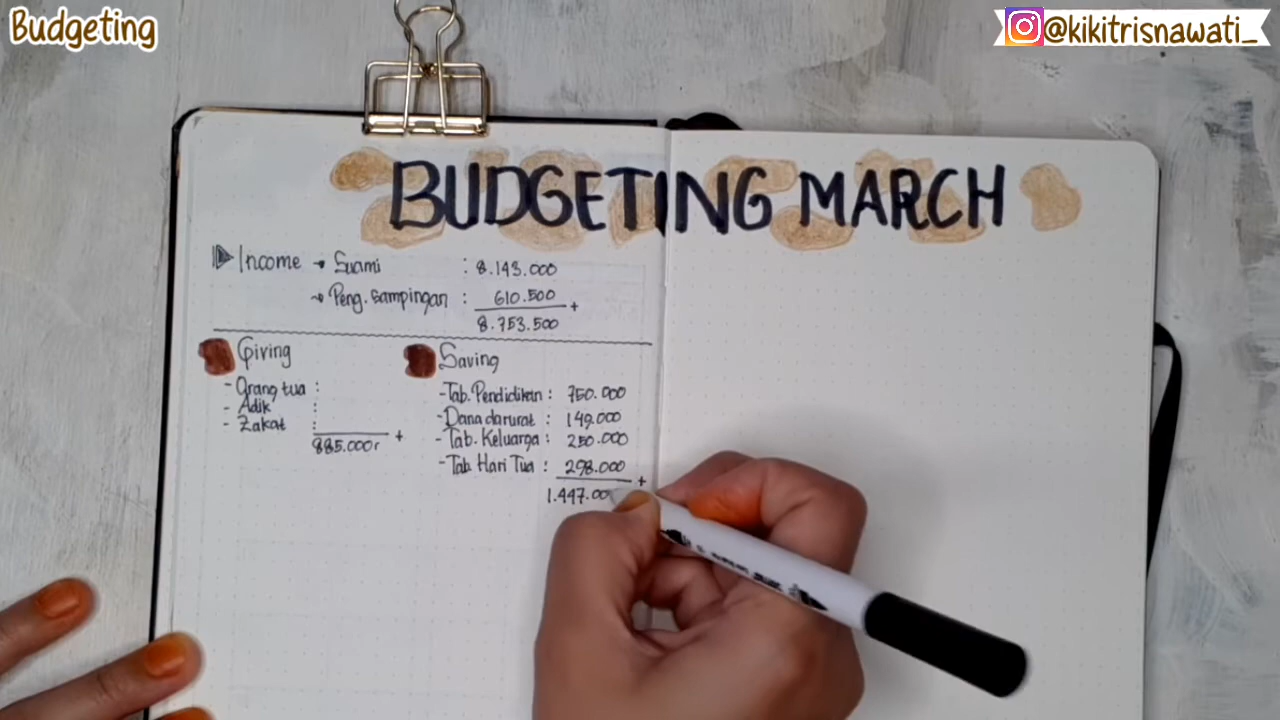 Budgeting
@kikitrisnawati_
BUDGETING MARCH
Income → Suami : 8.143.000
Peng. sampingan : 610.500 +
8.753.500
Giving
- Orang tua :
- Adik :
- Zakat :
+
885.000
Saving
- Tab. Pendidikan : 750.000
- Dana darurat : 149.000
- Tab. Keluarga : 250.000
- Tab. Hari Tua : 298.000
+
1.447.00